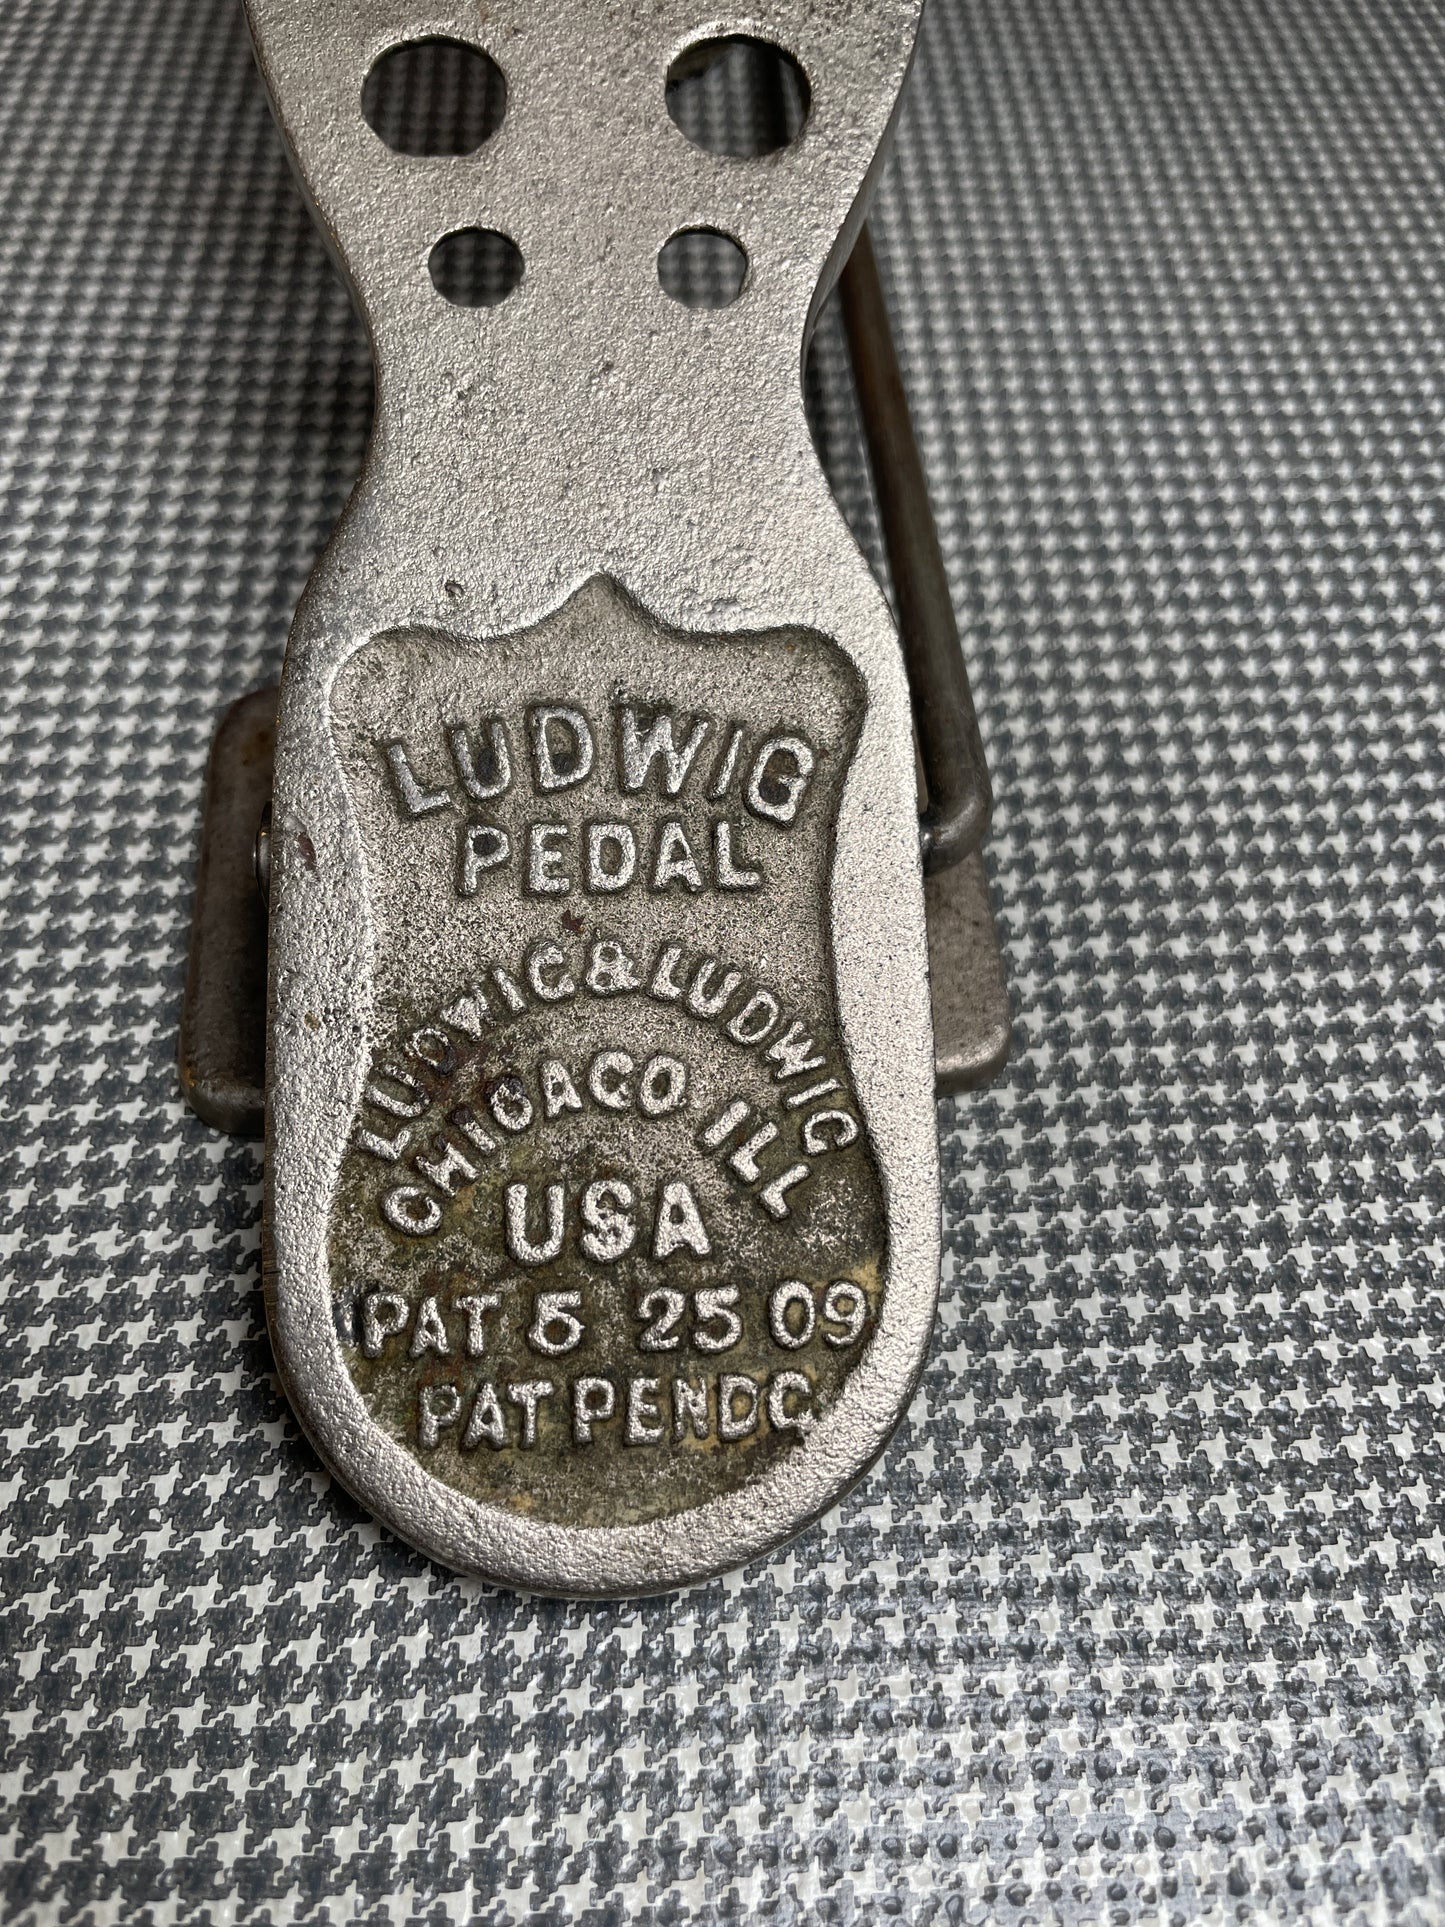 LUDWIG
PEDAL
LUDWIG & LUDWIG
CHICAGO ILL
USA
PAT 5 25 09
PAT PENDG